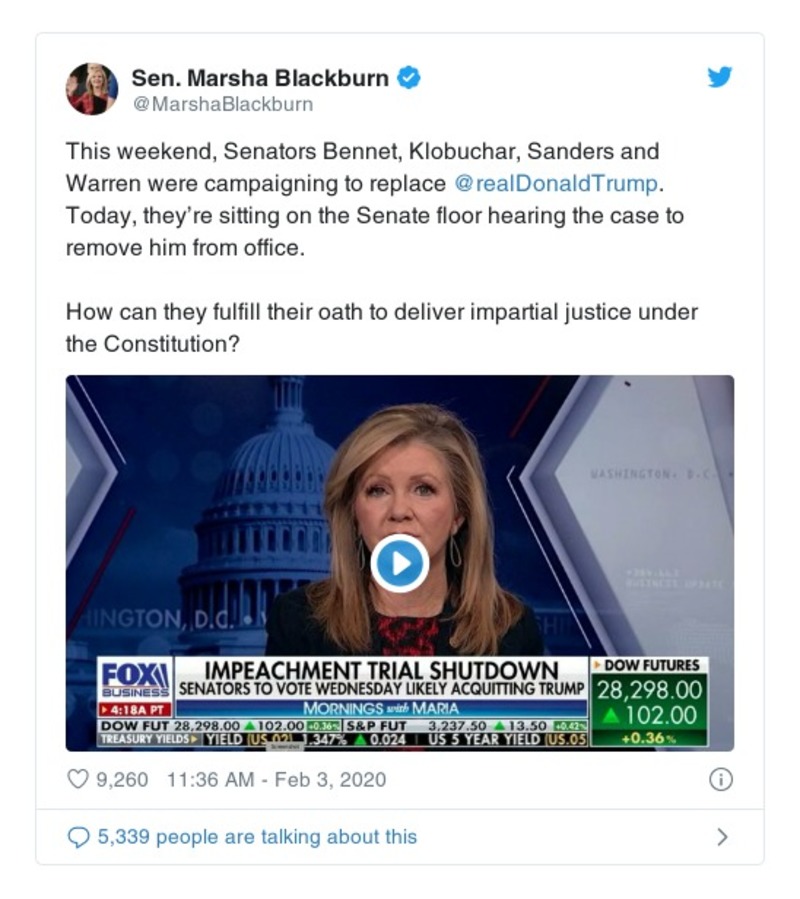 Sen. Marsha Blackburn
@MarshaBlackburn
This weekend, Senators Bennet, Klobuchar, Sanders and
Warren were campaigning to replace @realDonaldTrump.
Today, they’re sitting on the Senate floor hearing the case to
remove him from office.
How can they fulfill their oath to deliver impartial justice under
the Constitution?
WASHINGTON, D.C.
BUSINESS UPDATE
HINGTON, D.C.
FOX
BUSINESS
4:18A PT
IMPEACHMENT TRIAL SHUTDOWN
SENATORS TO VOTE WEDNESDAY LIKELY ACQUITTING TRUMP
MORNINGS with MARIA
DOW FUTURES
28,298.00
102.00
+0.36%
DOW FUT 28,298.00 102.00 +0.36% S&P FUT 3,237.50 13.50 +0.42%
TREASURY YIELDS YIELD 1.347% 0.024 US 5 YEAR YIELD (US.05
9,260 11:36 AM - Feb 3, 2020
5,339 people are talking about this